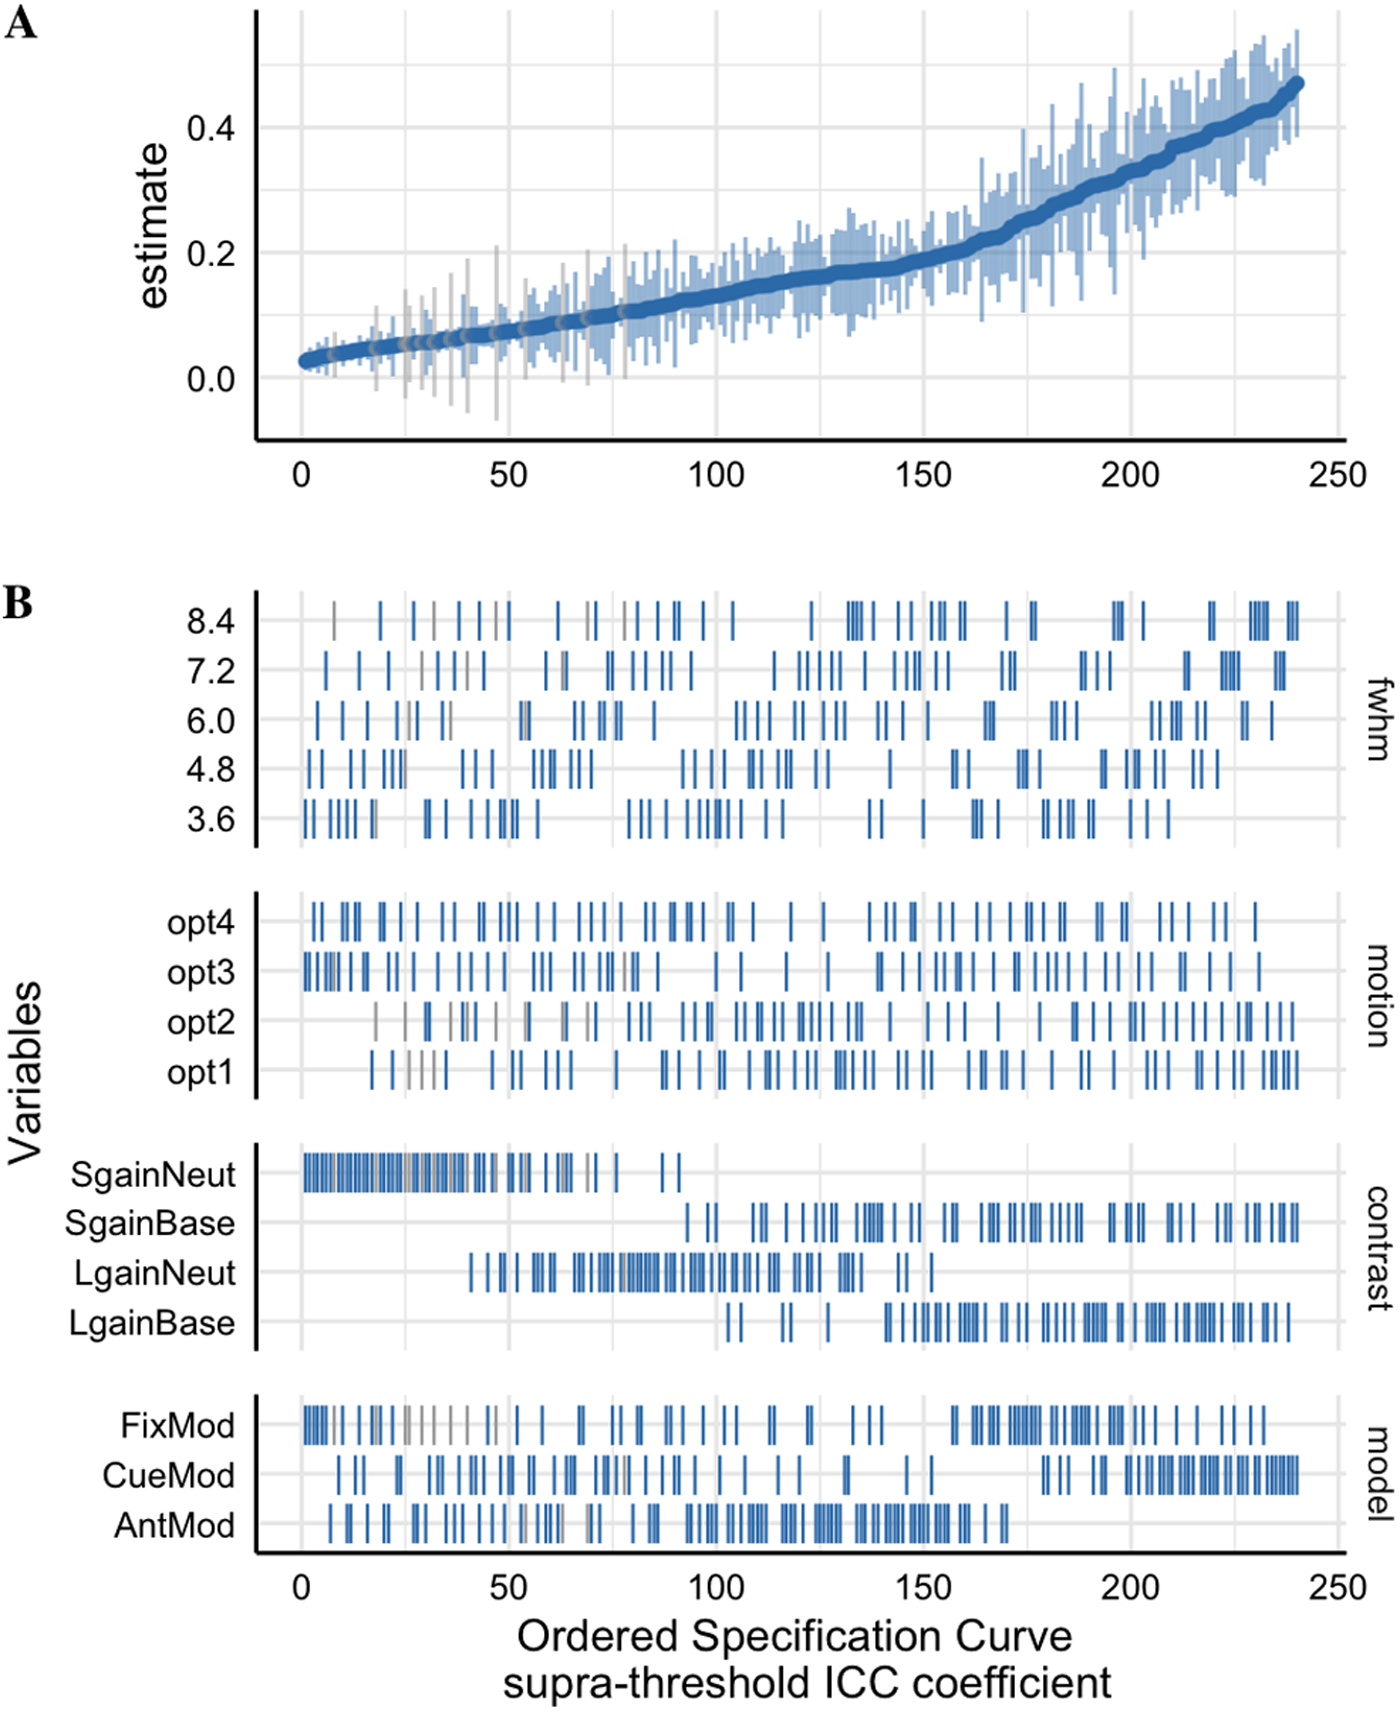 A
estimate
0.4
0.2
0.0
0 50 100 150 200 250
B
Variables
8.4
7.2
6.0
4.8
3.6
fwhm
opt4
opt3
opt2
opt1
motion
SgainNeut
SgainBase
LgainNeut
LgainBase
contrast
FixMod
CueMod
AntMod
model
0 50 100 150 200 250
Ordered Specification Curve
supra-threshold ICC coefficient